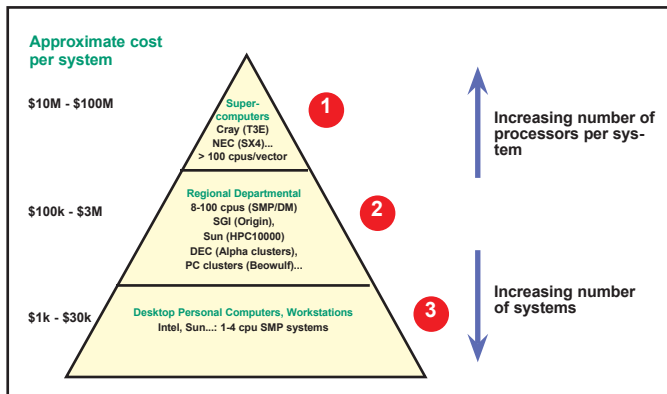 Approximate cost
per system
$10M - $100M
Super-
computers
Cray (T3E)
NEC (SX4)...
> 100 cpus/vector
1
Increasing number of
processors per sys-
tem
$100k - $3M
Regional Departmental
8-100 cpus (SMP/DM)
SGI (Origin),
Sun (HPC10000)
DEC (Alpha clusters),
PC clusters (Beowulf)...
2
$1k - $30k
Desktop Personal Computers, Workstations
Intel, Sun...: 1-4 cpu SMP systems
3
Increasing number
of systems